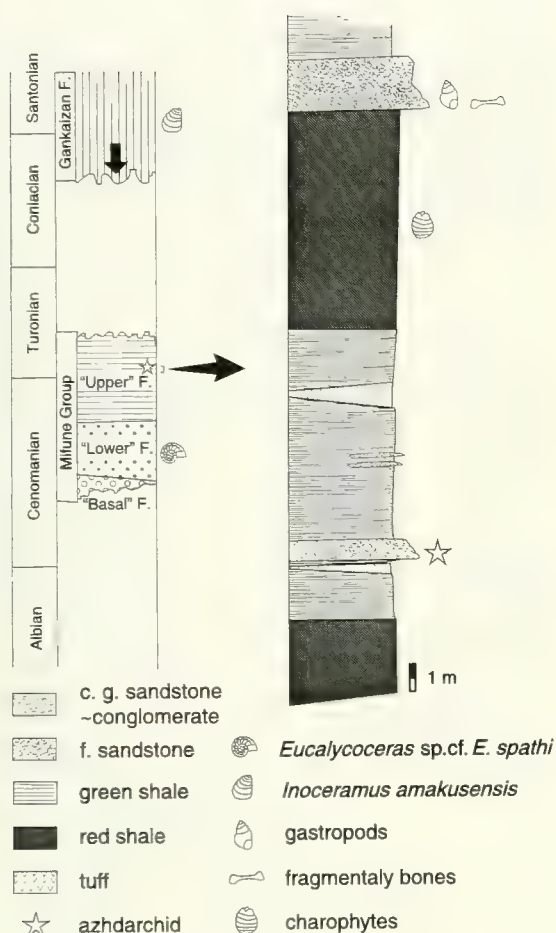 Santonian
Coniacian
Turonian
Cenomanian
Albian
Gankaizan F.
Mifune Group
"Upper" F.
"Lower" F.
"Basal" F.
1 m
c. g. sandstone
~conglomerate
f. sandstone
green shale
red shale
tuff
azhdarchid
Eucalycoceras sp.cf. E. spathi
Inoceramus amakusensis
gastropods
fragmentaly bones
charophytes